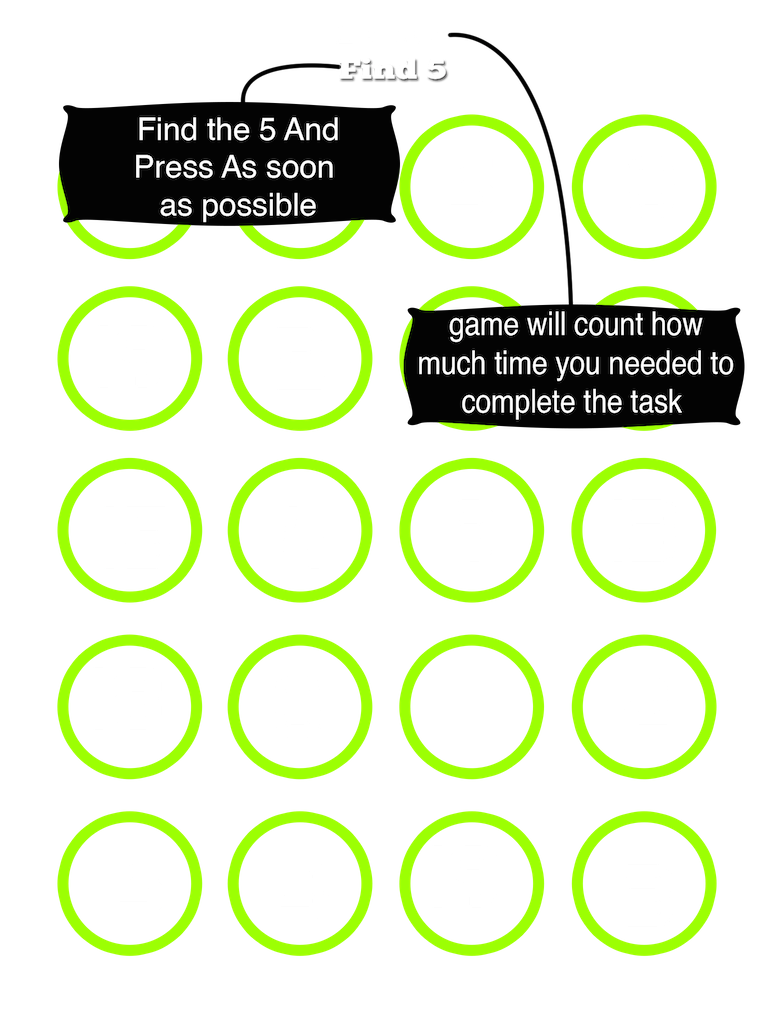 Find 5
Find the 5 And
Press As soon
as possible
game will count how
much time you needed to
complete the task